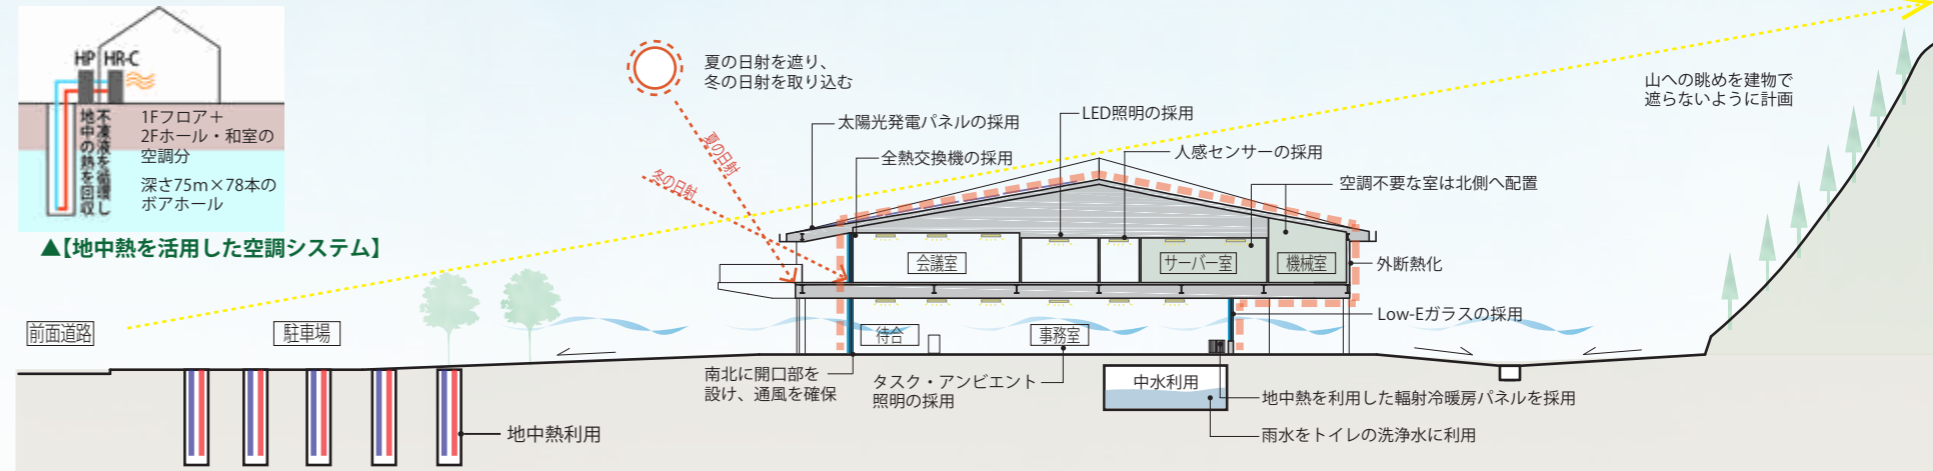 HP HR-C
不凍液を循環し
地中の熱を回収
1Fフロア＋
2Fホール・和室の
空調分
深さ75m×78本の
ボアホール
▲【地中熱を活用した空調システム】
夏の日射を遮り、
冬の日射を取り込む
夏の日射
冬の日射
太陽光発電パネルの採用
全熱交換機の採用
LED照明の採用
人感センサーの採用
空調不要な室は北側へ配置
山への眺めを建物で
遮らないように計画
会議室
サーバー室
機械室
外断熱化
Low-Eガラスの採用
前面道路
駐車場
待合
事務室
南北に開口部を
設け、通風を確保
タスク・アンビエント
照明の採用
中水利用
地中熱を利用した輻射冷暖房パネルを採用
雨水をトイレの洗浄水に利用
地中熱利用